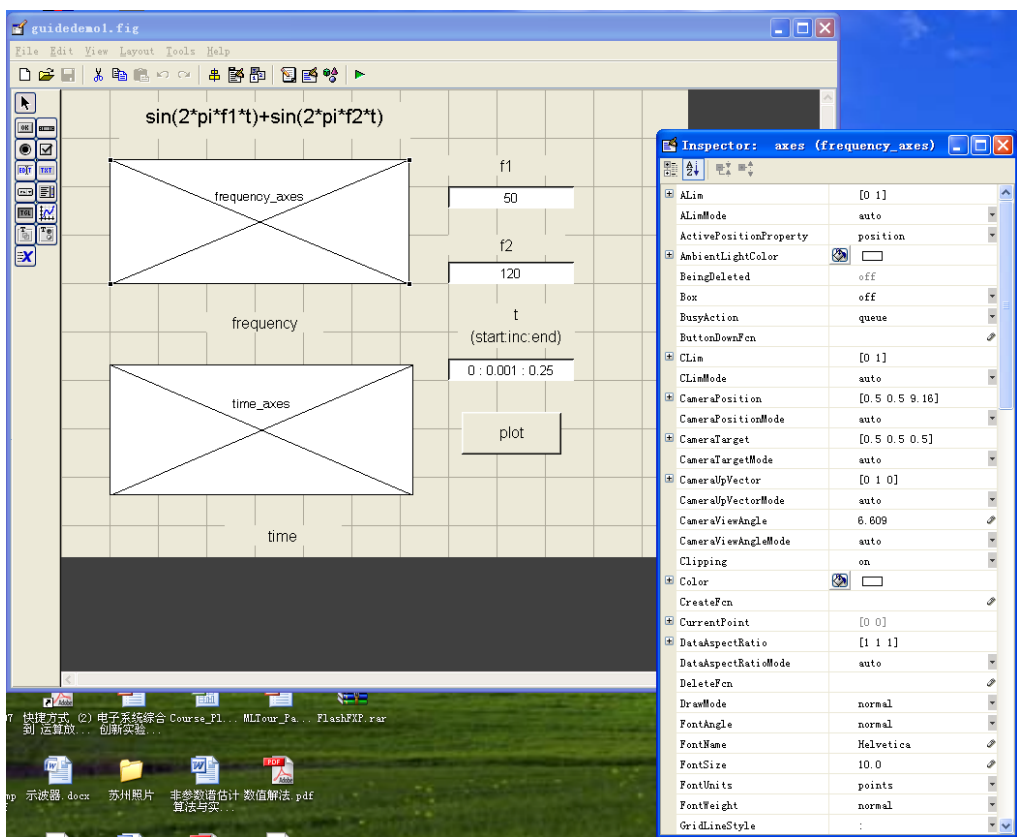 guidedemo1.fig
File Edit View Layout Tools Help
sin(2*pi*f1*t)+sin(2*pi*f2*t)
OK
EDIT TXT
TGL
frequency_axes
f1
50
f2
120
frequency
t
(start:inc:end)
0 : 0.001 : 0.25
time_axes
plot
time
Inspector: axes (frequency_axes)
ALim [0 1]
ALimMode auto
ActivePositionProperty position
AmbientLightColor
BeingDeleted off
Box off
BusyAction queue
ButtonDownFcn
CLim [0 1]
CLimMode auto
CameraPosition [0.5 0.5 9.16]
CameraPositionMode auto
CameraTarget [0.5 0.5 0.5]
CameraTargetMode auto
CameraUpVector [0 1 0]
CameraUpVectorMode auto
CameraViewAngle 6.609
CameraViewAngleMode auto
Clipping on
Color
CreateFcn
CurrentPoint [0 0]
DataAspectRatio [1 1 1]
DataAspectRatioMode auto
DeleteFcn
DrawMode normal
FontAngle normal
FontName Helvetica
FontSize 10.0
FontUnits points
FontWeight normal
GridLineStyle :
快捷方式 (2) 电子系统综合 Course_Pl... MLTour_Pa... FlashFXP.rar
到 运算放... 创新实验...
示波器.docx 苏州照片 非参数谱估计 数值解法.pdf
算法与实...